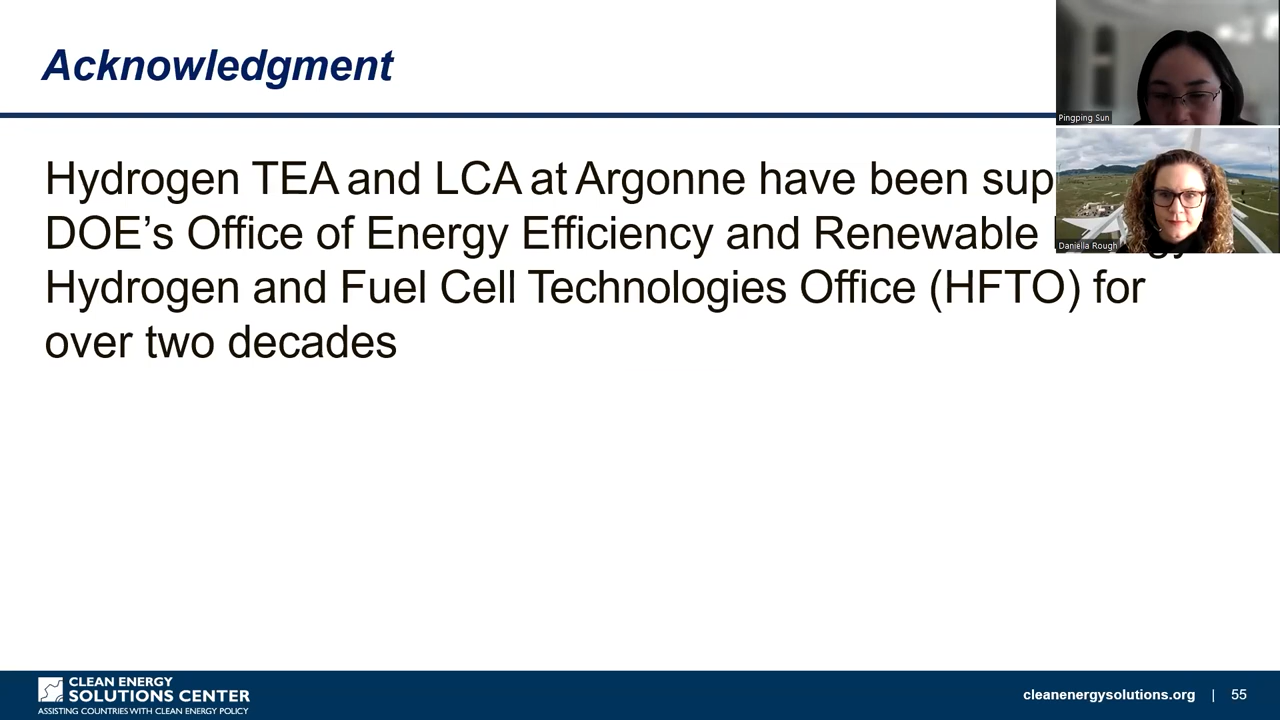 Acknowledgment
Pingping Sun
Hydrogen TEA and LCA at Argonne have been sup
DOE’s Office of Energy Efficiency and Renewable
Daniella Rough
Hydrogen and Fuel Cell Technologies Office (HFTO) for
over two decades
CLEAN ENERGY
SOLUTIONS CENTER
ASSISTING COUNTRIES WITH CLEAN ENERGY POLICY
cleanenergysolutions.org | 55